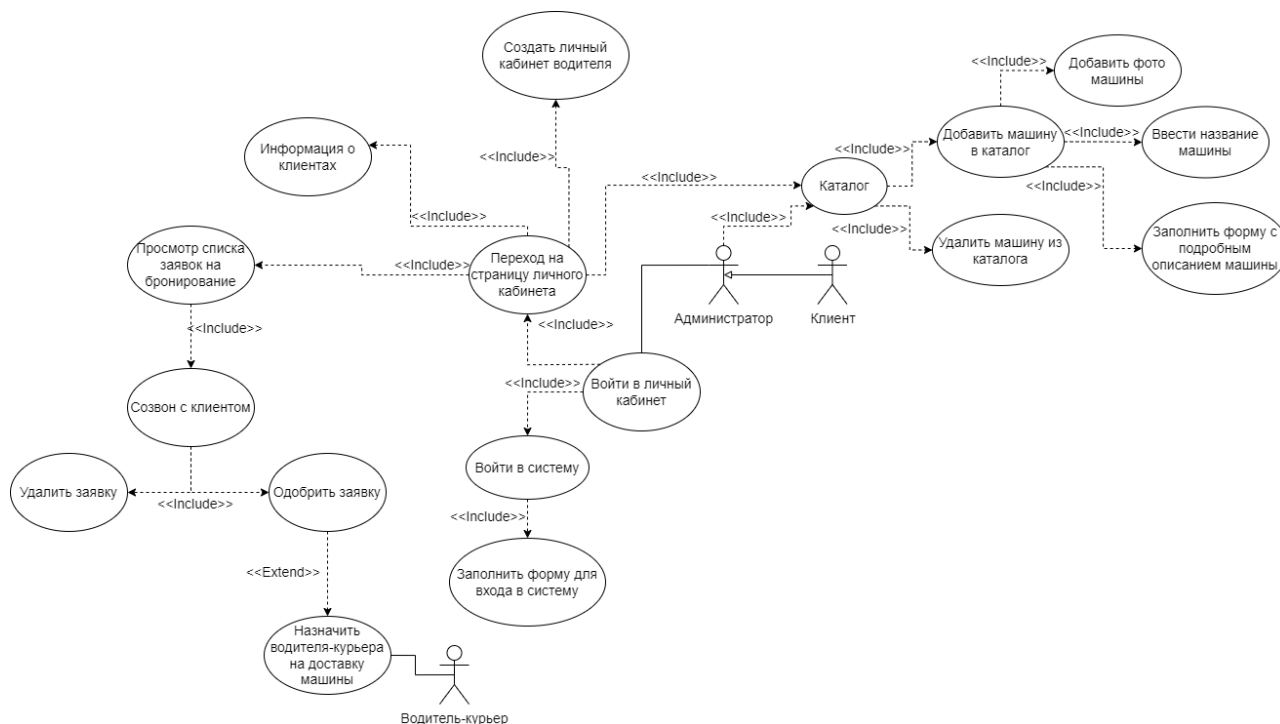 Создать личный
кабинет водителя
<<Include>>
Добавить фото
машины
<<Include>>
Информация о
клиентах
<<Include>>
Добавить машину
в каталог
<<Include>>
Ввести название
машины
<<Include>>
<<Include>>
Каталог
<<Include>>
<<Include>>
<<Include>>
<<Include>>
Удалить машину из
каталога
Заполнить форму с
подробным
описанием машины
Просмотр списка
заявок на
бронирование
<<Include>>
Переход на
страницу личного
кабинета
Администратор
Клиент
<<Include>>
<<Include>>
<<Include>>
Войти в личный
кабинет
Созвон с клиентом
Войти в систему
Удалить заявку
<<Include>>
Одобрить заявку
<<Include>>
<<Extend>>
Заполнить форму для
входа в систему
Назначить
водителя-курьера
на доставку
машины
Водитель-курьер